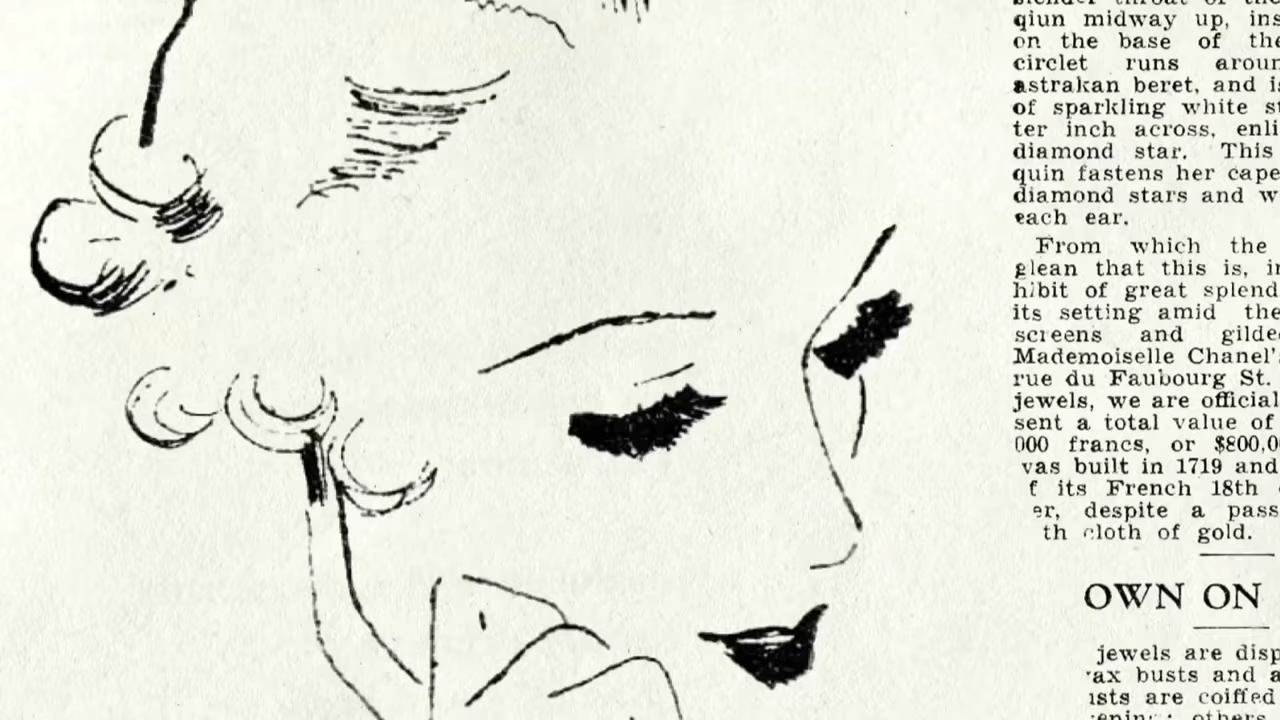 slender throat of the
qiun midway up, ins
on the base of the
circlet runs aroun
astrakan beret, and is
of sparkling white s
ter inch across, enli
diamond star. This
quin fastens her cape
diamond stars and w
each ear.
From which the
glean that this is, in
hibit of great splend
its setting amid the
screens and gilde
Mademoiselle Chanel's
rue du Faubourg St.
jewels, we are official
sent a total value of
000 francs, or $800,0
vas built in 1719 and
f its French 18th
er, despite a pass
th cloth of gold.
OWN ON
jewels are disp
ax busts and a
ists are coiffed
ening; others